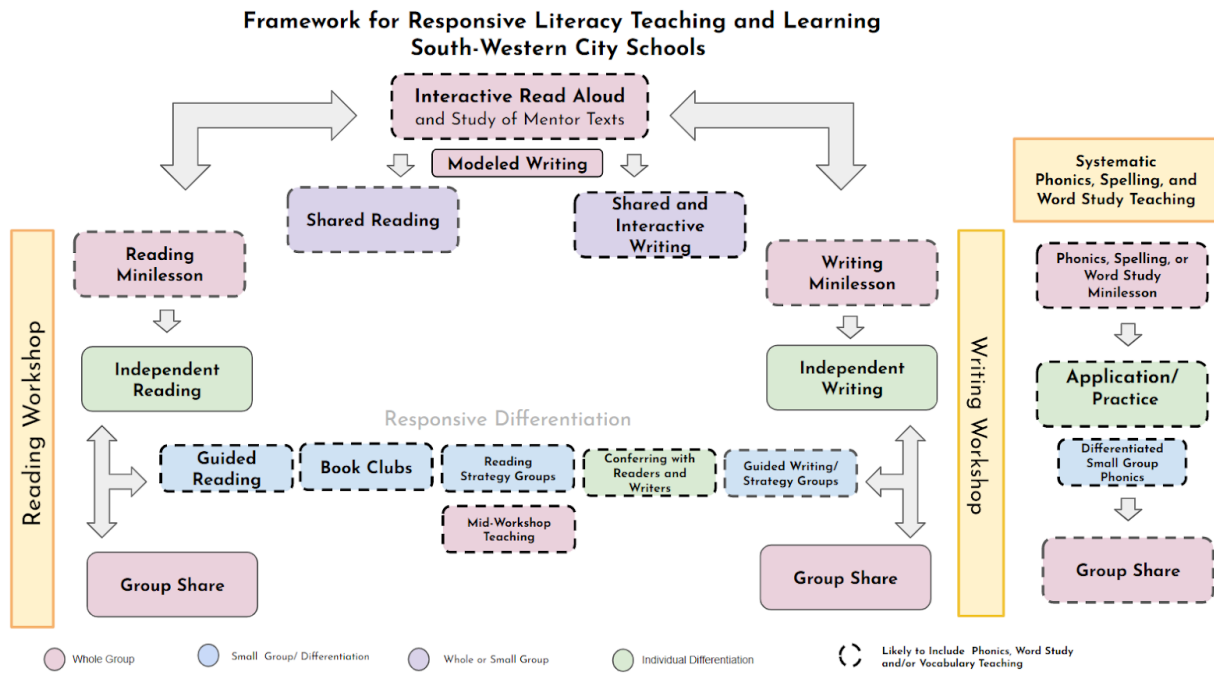 Framework for Responsive Literacy Teaching and Learning
South-Western City Schools
Interactive Read Aloud
and Study of Mentor Texts
Modeled Writing
Shared Reading
Shared and
Interactive
Writing
Reading Workshop
Reading
Minilesson
Independent
Reading
Writing
Minilesson
Independent
Writing
Responsive Differentiation
Guided
Reading
Book Clubs
Reading
Strategy Groups
Conferring with
Readers and
Writers
Guided Writing/
Strategy Groups
Mid-Workshop
Teaching
Group Share
Group Share
Writing Workshop
Systematic
Phonics, Spelling, and
Word Study Teaching
Phonics, Spelling, or
Word Study
Minilesson
Application/
Practice
Differentiated
Small Group
Phonics
Group Share
Whole Group
Small Group/ Differentiation
Whole or Small Group
Individual Differentiation
Likely to Include Phonics, Word Study
and/or Vocabulary Teaching